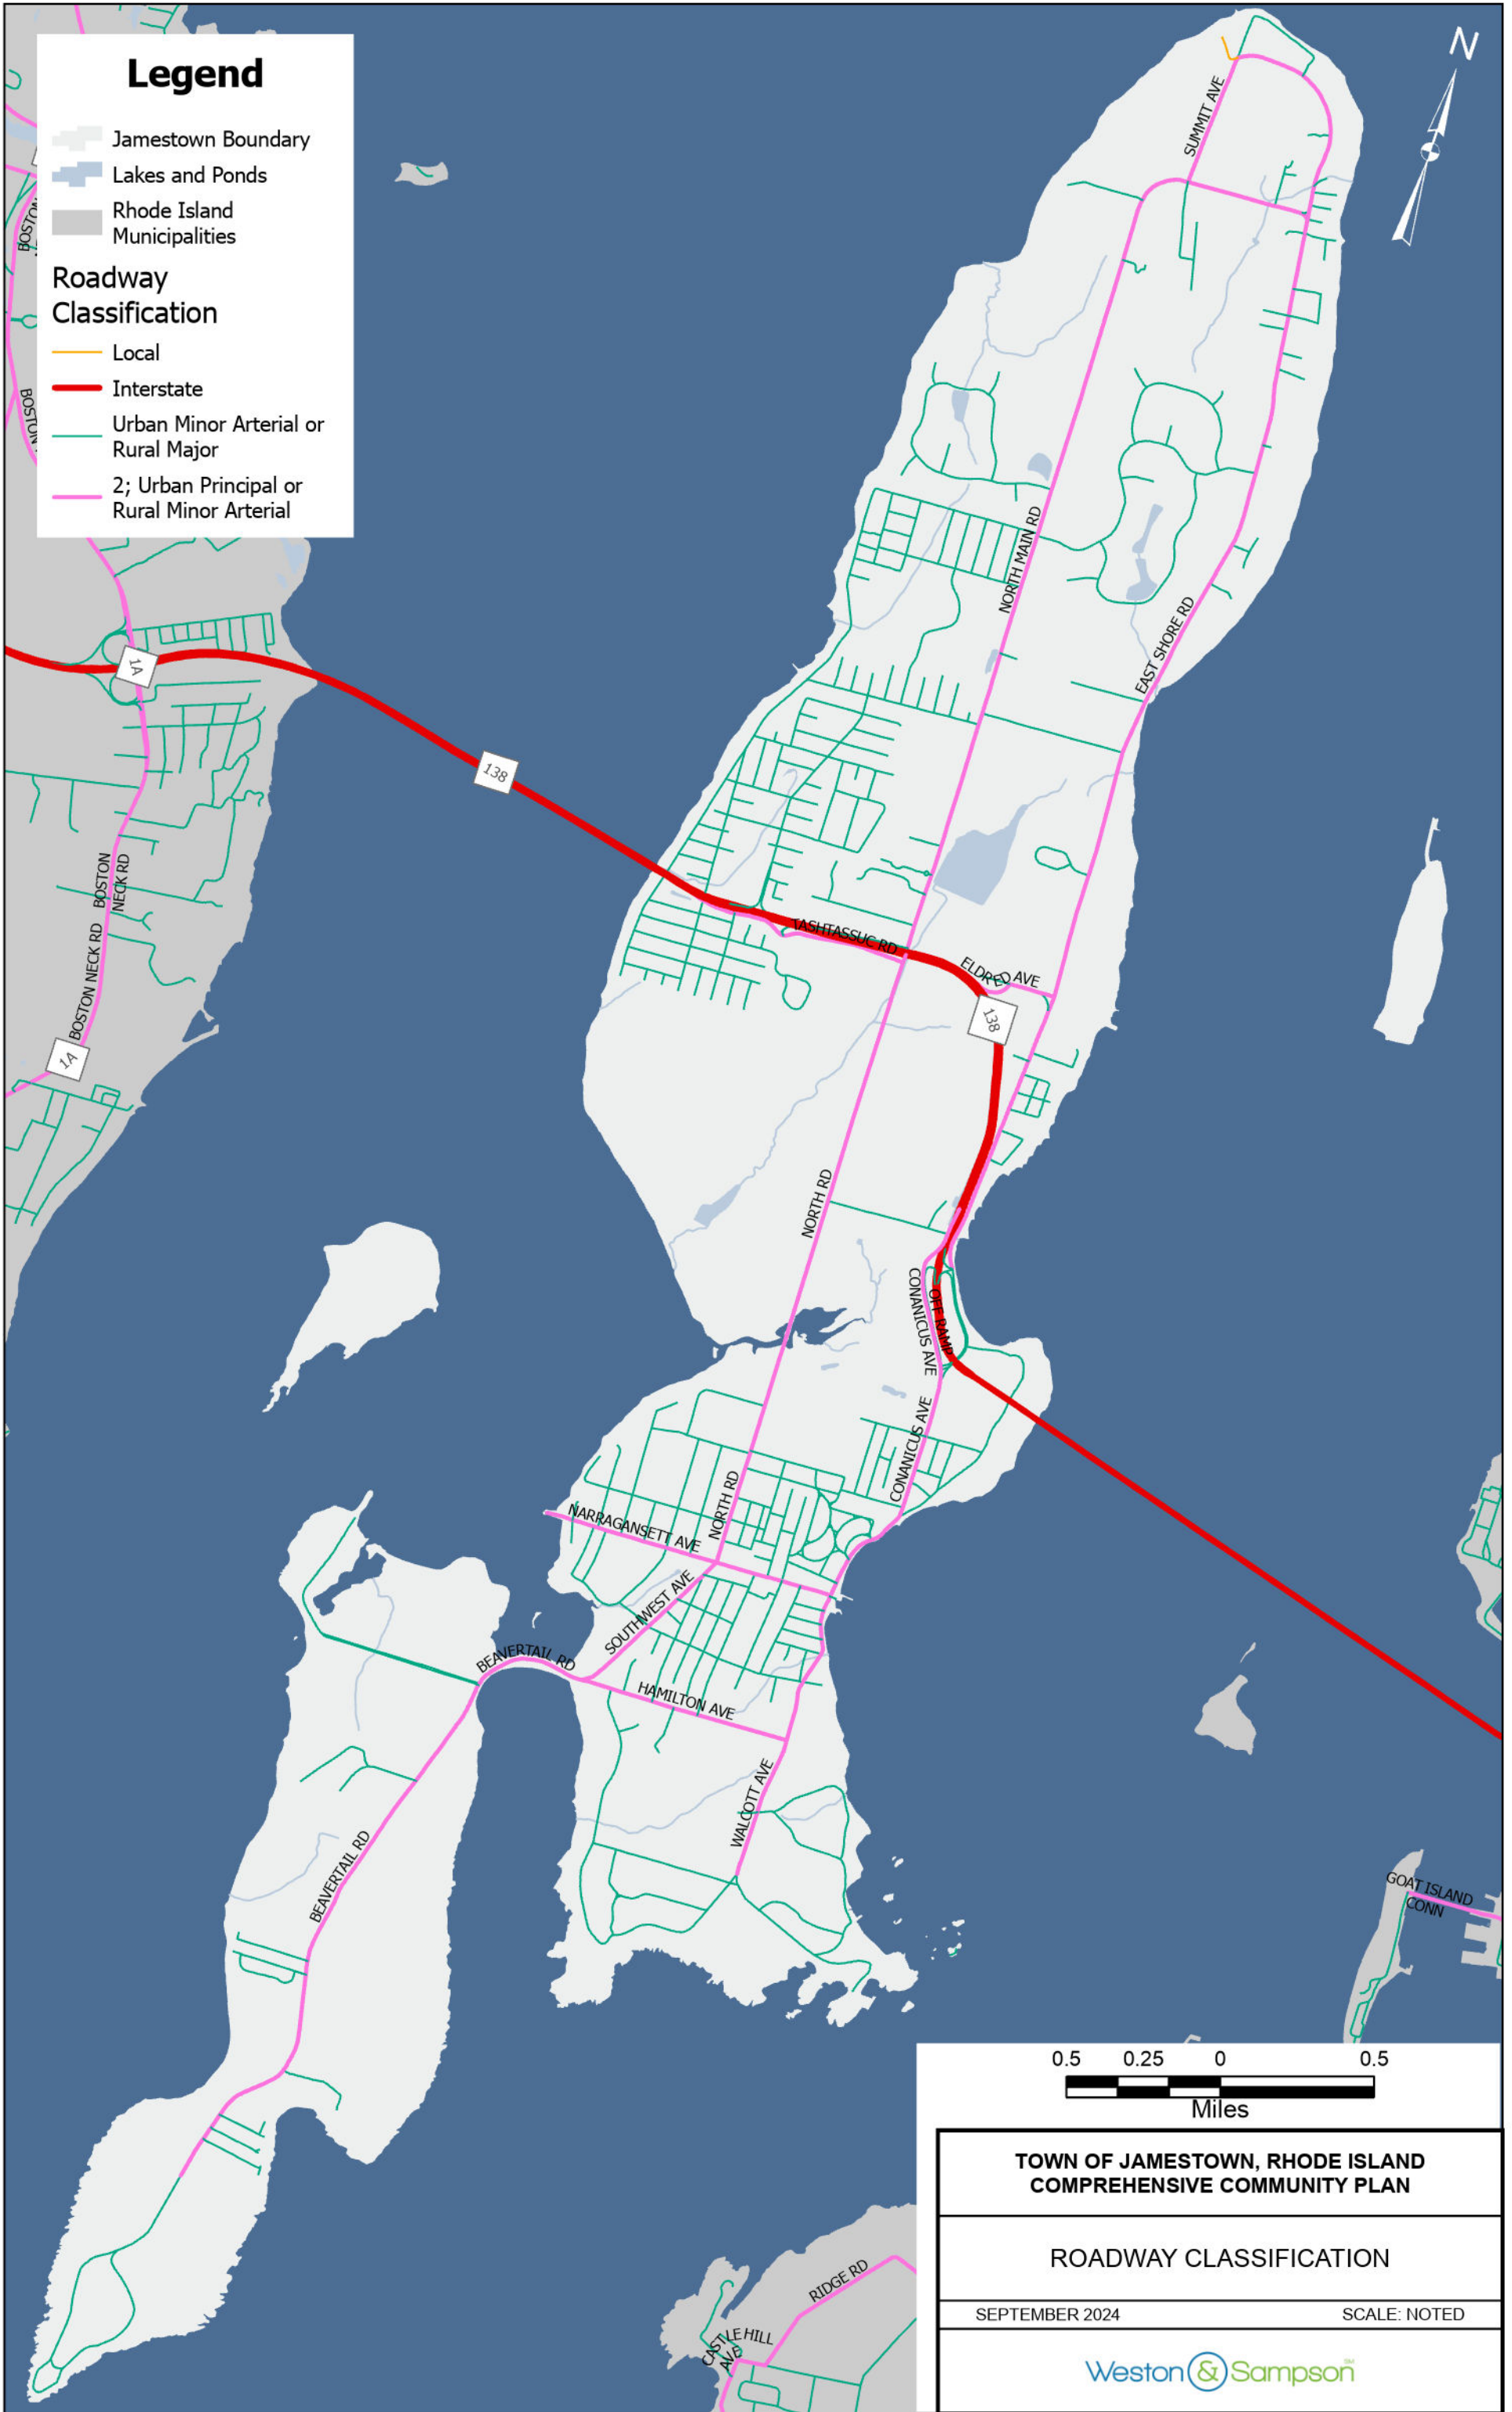 Legend
Jamestown Boundary
Lakes and Ponds
Rhode Island
Municipalities
Roadway
Classification
Local
Interstate
Urban Minor Arterial or
Rural Major
2; Urban Principal or
Rural Minor Arterial
N
SUMMIT AVE
BOSTON
BOSTON
NORTH MAIN RD
EAST SHORE RD
1A
138
BOSTON
NECK RD
TASHTASSUC RD
ELDRED AVE
BOSTON NECK RD
138
1A
NORTH RD
CONANICUS AVE
OFF RAMP
CONANICUS AVE
NORTH RD
NARRAGANSETT AVE
SOUTHWEST AVE
BEAVERTAIL RD
HAMILTON AVE
WALCOTT AVE
BEAVERTAIL RD
GOAT ISLAND
CONN
RIDGE RD
CASTLE HILL
AVE
0.5 0.25 0 0.5
Miles
TOWN OF JAMESTOWN, RHODE ISLAND
COMPREHENSIVE COMMUNITY PLAN
ROADWAY CLASSIFICATION
SEPTEMBER 2024 SCALE: NOTED
Weston & Sampson℠